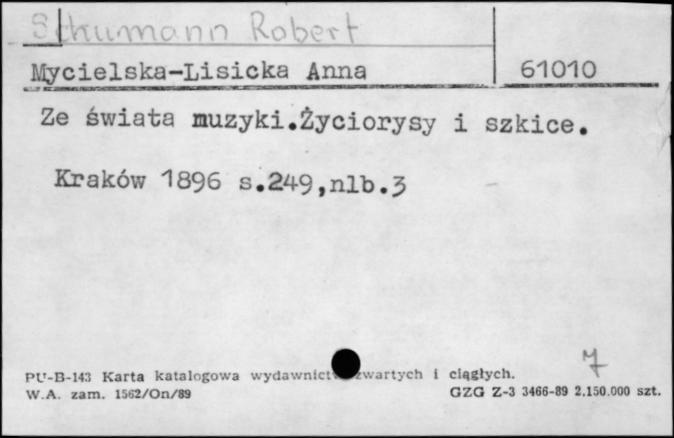 Schumann Robert
Mycielska-Lisicka Anna 61010
Ze świata muzyki.Życiorysy i szkice.
Kraków 1896 s.249,nlb.3
PU-B-143 Karta katalogowa zwartych i ciągłych.
W.A. zam. 1562/On/89 GZG Z-3 3466-89 2.150.000 szt.